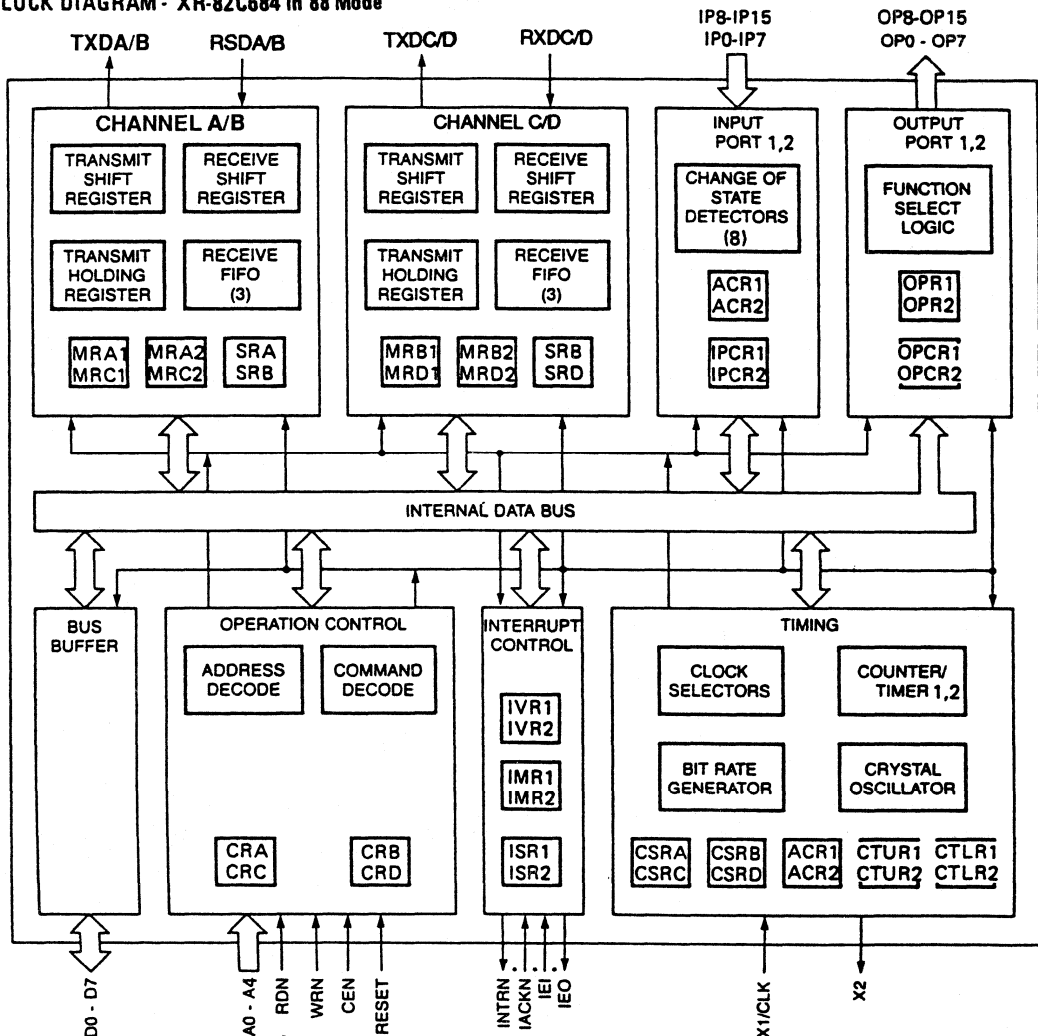 LOCK DIAGRAM - XR-82C684 in 88 Mode
TXDA/B
RSDA/B
TXDC/D
RXDC/D
IP8-IP15
IP0-IP7
OP8-OP15
OP0 - OP7
CHANNEL A/B
TRANSMIT
SHIFT
REGISTER
RECEIVE
SHIFT
REGISTER
TRANSMIT
HOLDING
REGISTER
RECEIVE
FIFO
(3)
MRA1
MRC1
MRA2
MRC2
SRA
SRB
CHANNEL C/D
TRANSMIT
SHIFT
REGISTER
RECEIVE
SHIFT
REGISTER
TRANSMIT
HOLDING
REGISTER
RECEIVE
FIFO
(3)
MRB1
MRD1
MRB2
MRD2
SRB
SRD
INPUT
PORT 1,2
CHANGE OF
STATE
DETECTORS
(8)
ACR1
ACR2
IPCR1
IPCR2
OUTPUT
PORT 1,2
FUNCTION
SELECT
LOGIC
OPR1
OPR2
OPCR1
OPCR2
INTERNAL DATA BUS
BUS
BUFFER
OPERATION CONTROL
ADDRESS
DECODE
COMMAND
DECODE
CRA
CRC
CRB
CRD
INTERRUPT
CONTROL
IVR1
IVR2
IMR1
IMR2
ISR1
ISR2
TIMING
CLOCK
SELECTORS
COUNTER/
TIMER 1,2
BIT RATE
GENERATOR
CRYSTAL
OSCILLATOR
CSRA
CSRC
CSRB
CSRD
ACR1
ACR2
CTUR1
CTUR2
CTLR1
CTLR2
D0 - D7
A0 - A4
RDN
WRN
CEN
RESET
INTRN
IACKN
IEI
IEO
X1/CLK
X2